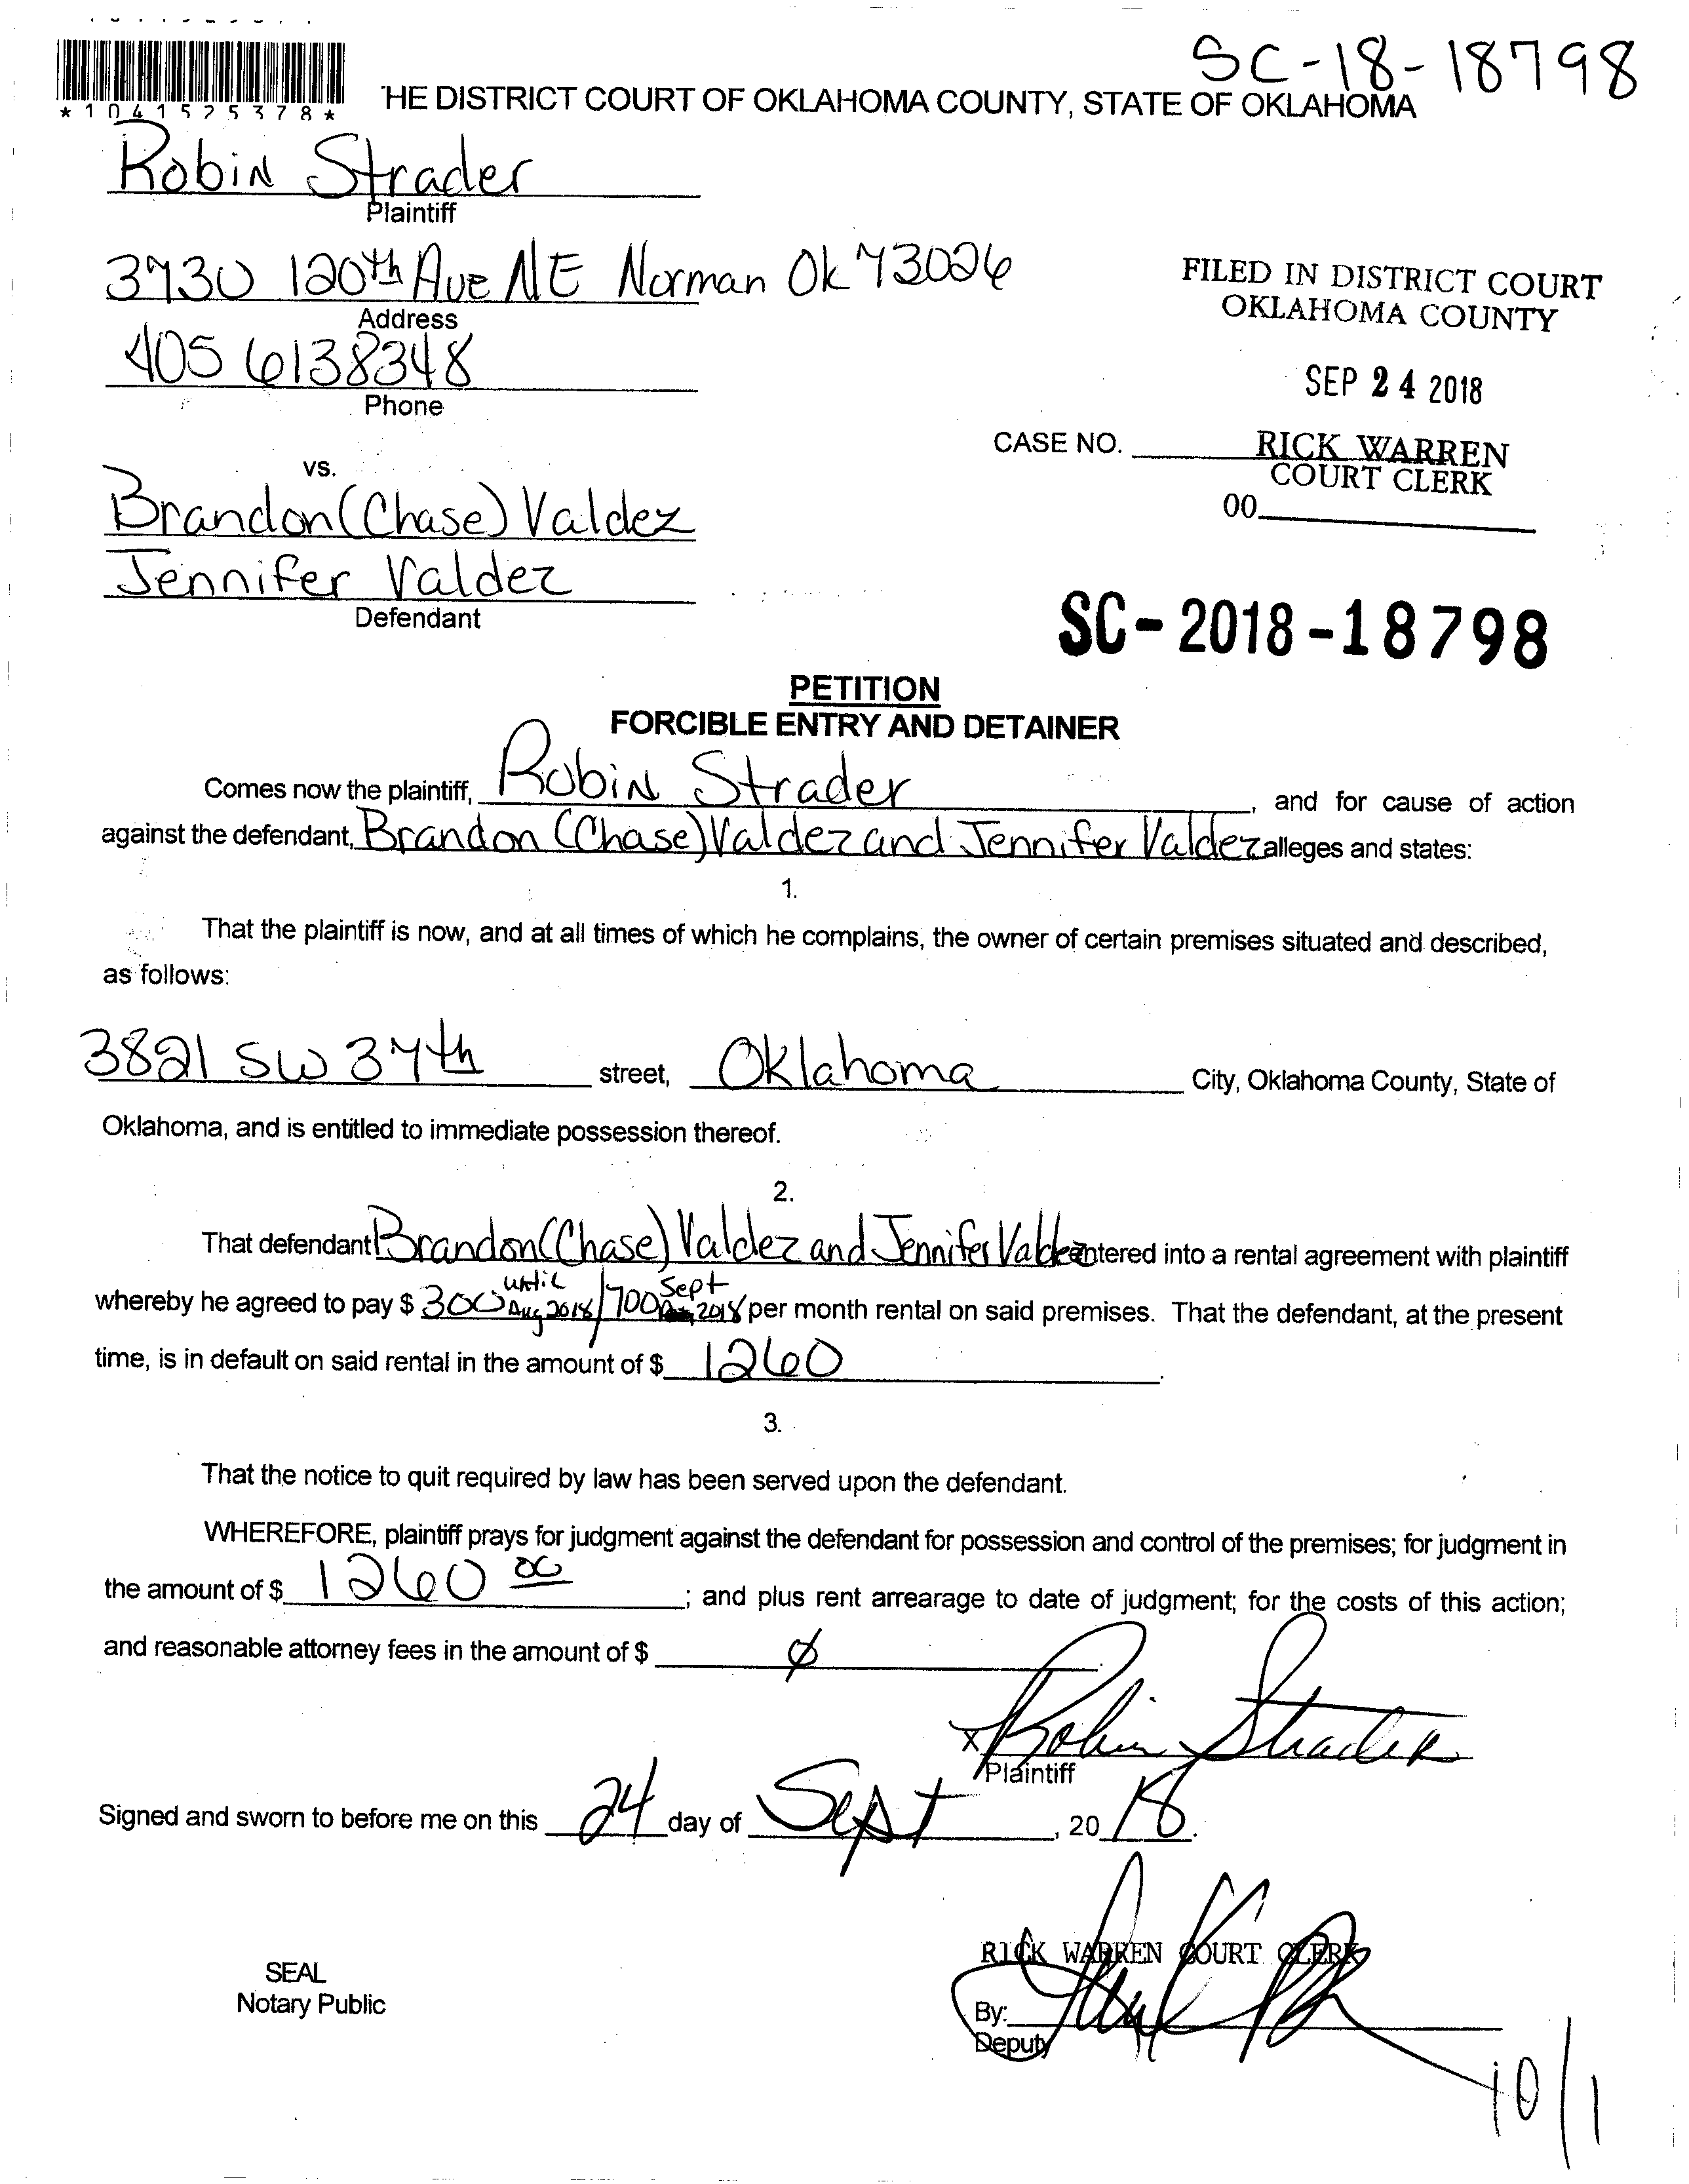 SC-18-18798
*1041525378*
HE DISTRICT COURT OF OKLAHOMA COUNTY, STATE OF OKLAHOMA
Robin Strader
Plaintiff
3730 120th Ave NE Norman Ok 73026
Address
405 6138348
Phone
FILED IN DISTRICT COURT
OKLAHOMA COUNTY
SEP 24 2018
RICK WARREN
COURT CLERK
CASE NO.
00
vs.
Brandon (Chase) Valdez
Jennifer Valdez
Defendant
SC-2018-18798
PETITION
FORCIBLE ENTRY AND DETAINER
Comes now the plaintiff, Robin Strader, and for cause of action
against the defendant, Brandon (Chase) Valdez and Jennifer Valdez alleges and states:
1.
That the plaintiff is now, and at all times of which he complains, the owner of certain premises situated and described,
as follows:
3821 SW 37th street, Oklahoma City, Oklahoma County, State of
Oklahoma, and is entitled to immediate possession thereof.
2.
That defendant Brandon (Chase) Valdez and Jennifer Valdez entered into a rental agreement with plaintiff
whereby he agreed to pay $ 300 until Aug 2018 / 700 Sept 2018 per month rental on said premises. That the defendant, at the present
time, is in default on said rental in the amount of $ 1260.
3.
That the notice to quit required by law has been served upon the defendant.
WHEREFORE, plaintiff prays for judgment against the defendant for possession and control of the premises; for judgment in
the amount of $ 1260 00; and plus rent arrearage to date of judgment; for the costs of this action;
and reasonable attorney fees in the amount of $ ∅.
X Robin Strader
Plaintiff
Signed and sworn to before me on this 24 day of Sept, 2018.
RICK WARREN COURT CLERK
SEAL
Notary Public
By:
Deputy
10/1